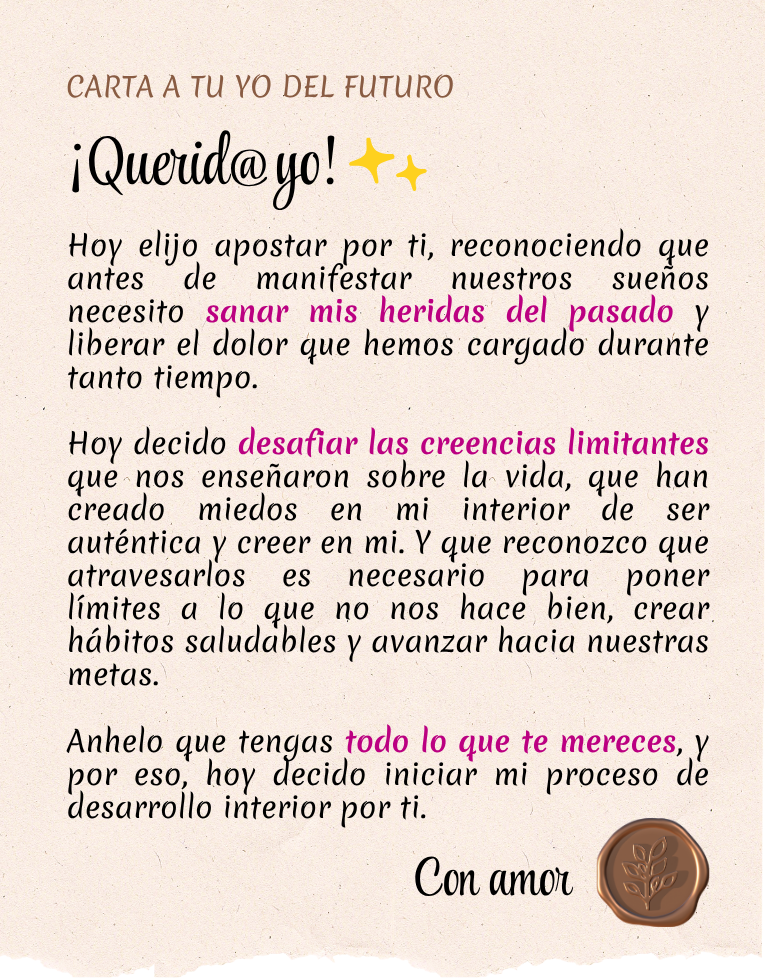 CARTA A TU YO DEL FUTURO
¡Querid@ yo!
Hoy elijo apostar por ti, reconociendo que
antes de manifestar nuestros sueños
necesito sanar mis heridas del pasado y
liberar el dolor que hemos cargado durante
tanto tiempo.
Hoy decido desafiar las creencias limitantes
que nos enseñaron sobre la vida, que han
creado miedos en mi interior de ser
auténtica y creer en mi. Y que reconozco que
atravesarlos es necesario para poner
límites a lo que no nos hace bien, crear
hábitos saludables y avanzar hacia nuestras
metas.
Anhelo que tengas todo lo que te mereces, y
por eso, hoy decido iniciar mi proceso de
desarrollo interior por ti.
Con amor